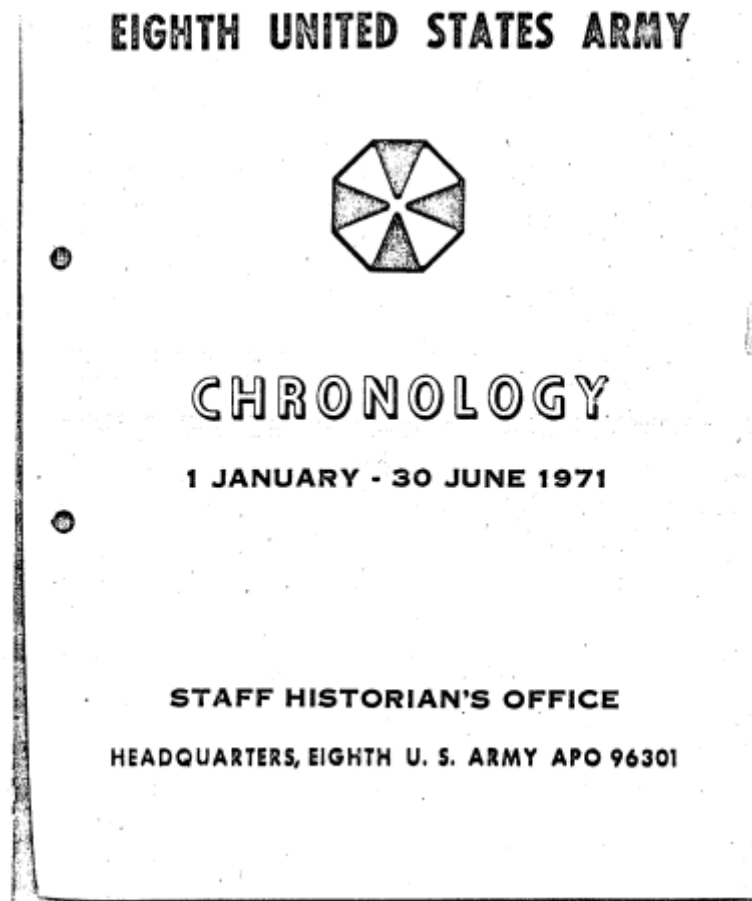 EIGHTH UNITED STATES ARMY
CHRONOLOGY
1 JANUARY - 30 JUNE 1971
STAFF HISTORIAN'S OFFICE
HEADQUARTERS, EIGHTH U. S. ARMY APO 96301